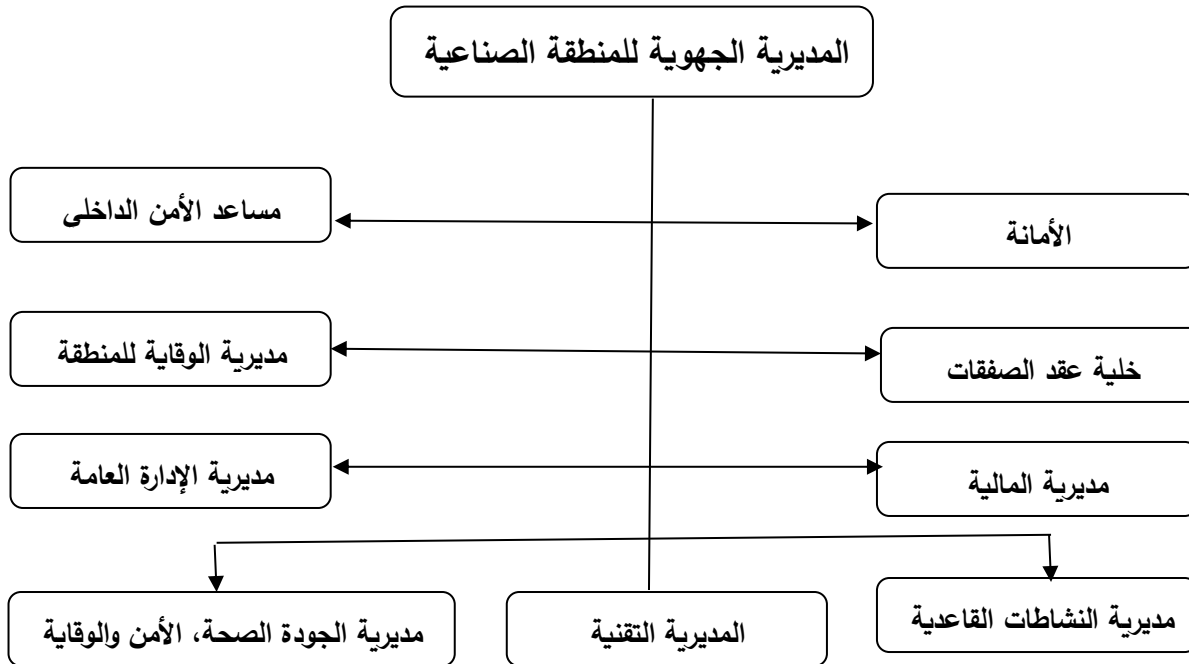 المديرية الجهوية للمنطقة الصناعية
الأمانة
مساعد الأمن الداخلى
خلية عقد الصفقات
مديرية الوقاية للمنطقة
مديرية المالية
مديرية الإدارة العامة
مديرية النشاطات القاعدية
المديرية التقنية
مديرية الجودة الصحة، الأمن والوقاية